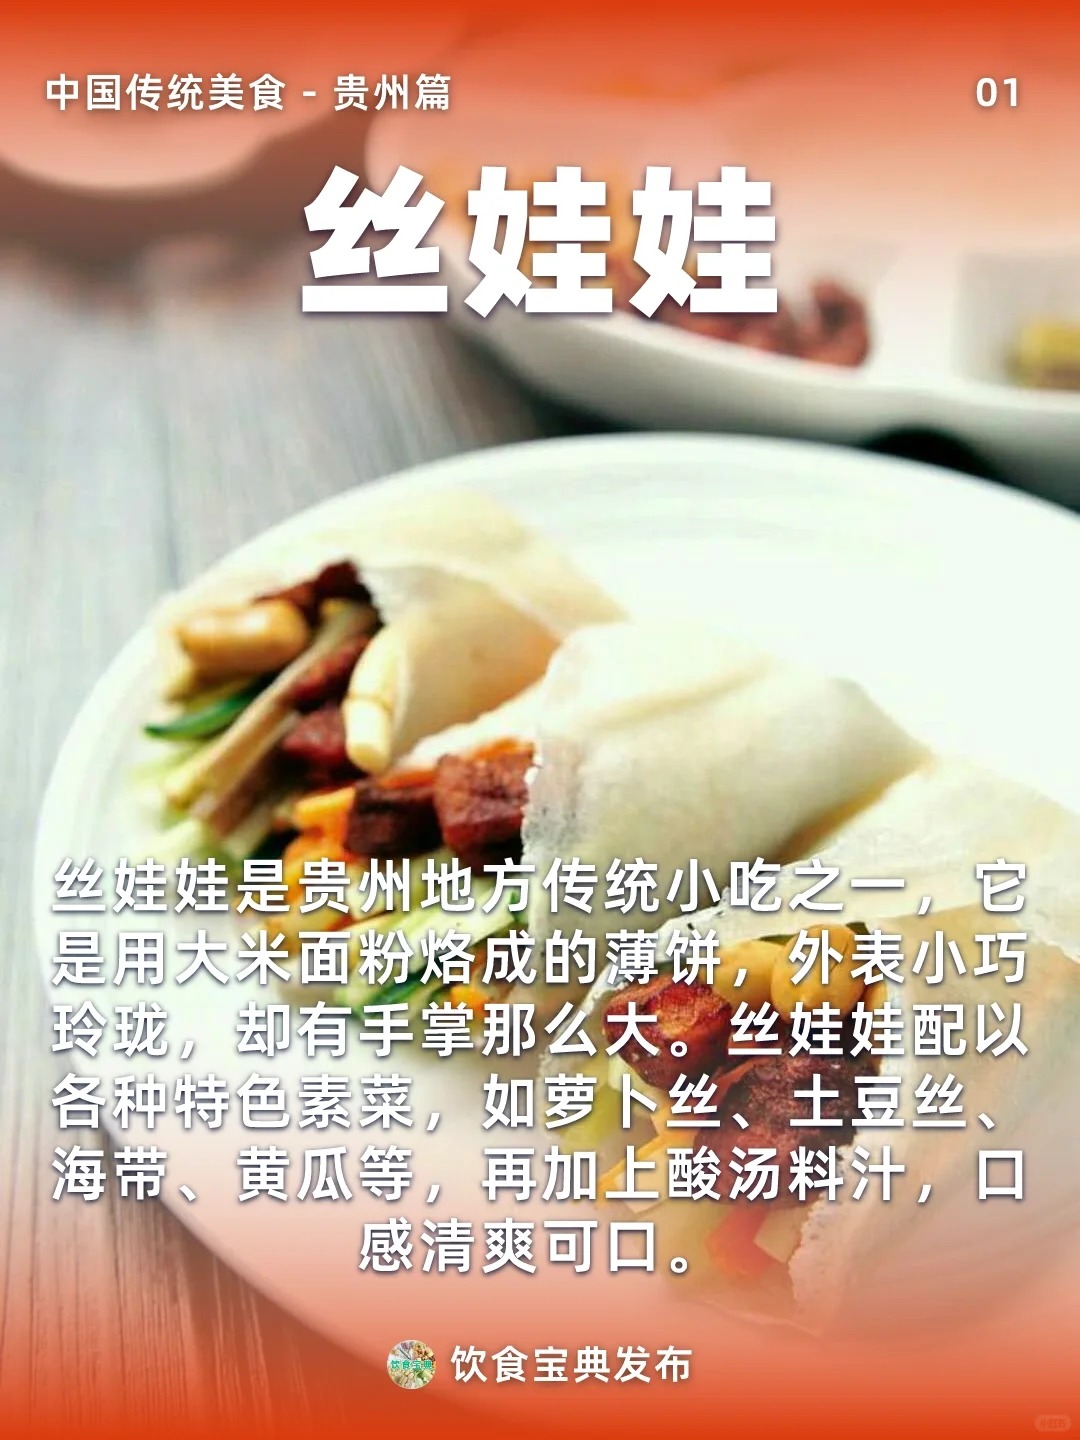 中国传统美食 - 贵州篇
01
丝娃娃
丝娃娃是贵州地方传统小吃之一，它
是用大米面粉烙成的薄饼，外表小巧
玲珑，却有手掌那么大。丝娃娃配以
各种特色素菜，如萝卜丝、土豆丝、
海带、黄瓜等，再加上酸汤料汁，口
感清爽可口。
饮食宝典
饮食宝典发布